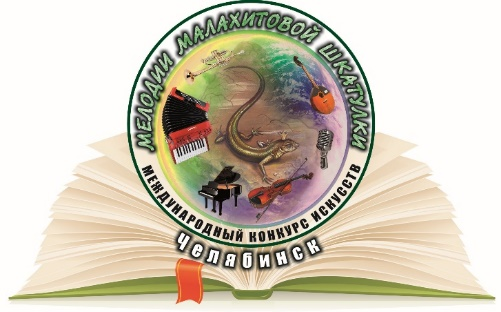 МЕЛОДИИ МАЛАХИТОВОЙ ШКАТУЛКИ
МЕЖДУНАРОДНЫЙ КОНКУРС ИСКУССТВ
ЧЕЛЯБИНСК